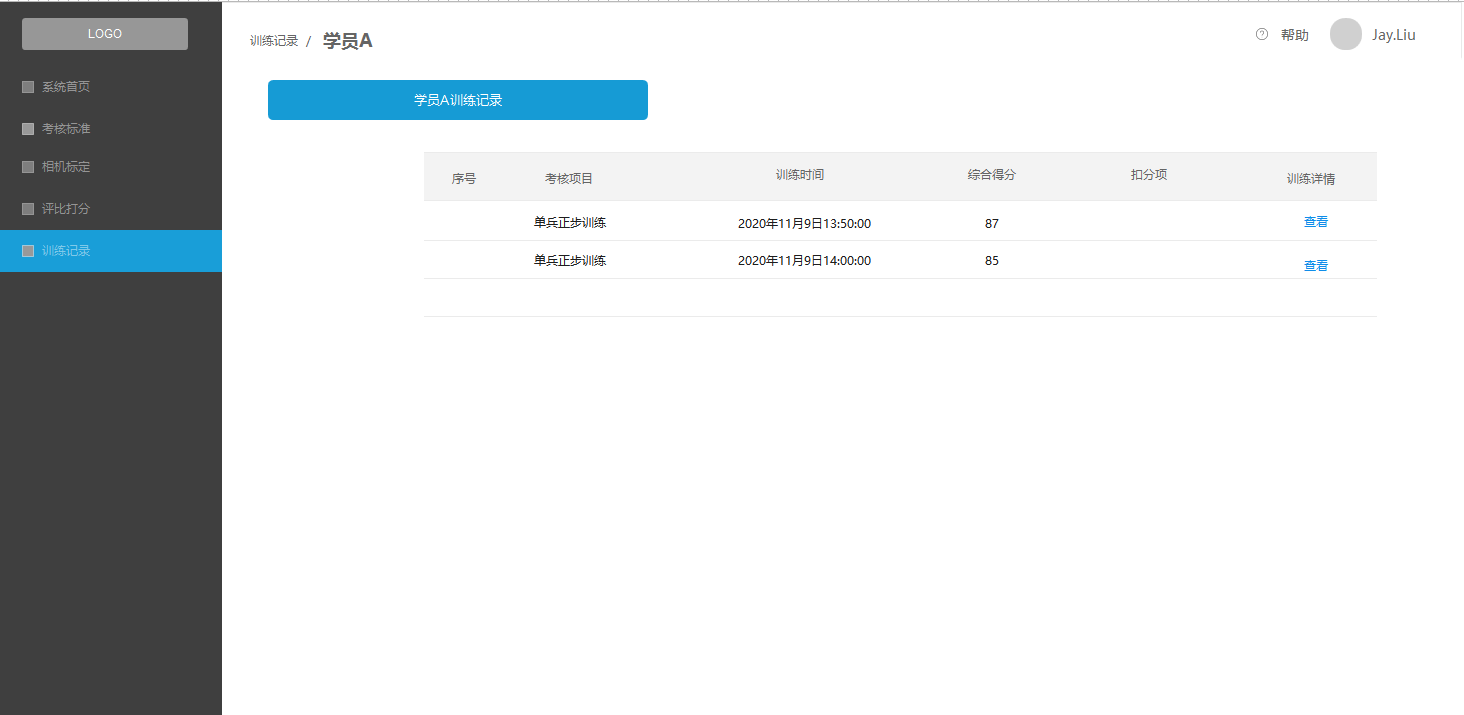 LOGO
系统首页
考核标准
相机标定
评比打分
训练记录
训练记录 / 学员A
帮助 Jay.Liu
学员A训练记录
序号 考核项目 训练时间 综合得分 扣分项 训练详情
单兵正步训练 2020年11月9日13:50:00 87 查看
单兵正步训练 2020年11月9日14:00:00 85 查看